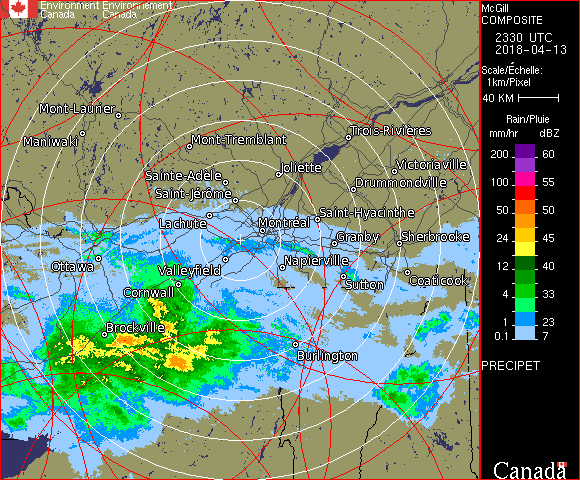 Environment Environnement
Canada Canada
McGill
COMPOSITE
2330 UTC
2018-04-13
Scale/Échelle:
1km/Pixel
40 KM
Rain/Pluie
mm/hr dBZ
200 60
100 55
50 50
24 45
12 40
4 33
1 23
0.1 7
PRECIPET
Canada
Mont-Laurier
Maniwaki
Mont-Tremblant
Trois-Rivières
Sainte-Adèle
Joliette
Victoriaville
Saint-Jérôme
Drummondville
Lachute
Montréal
Saint-Hyacinthe
Granby
Sherbrooke
Ottawa
Valleyfield
Napierville
Sutton
Coaticook
Cornwall
Brockville
Burlington